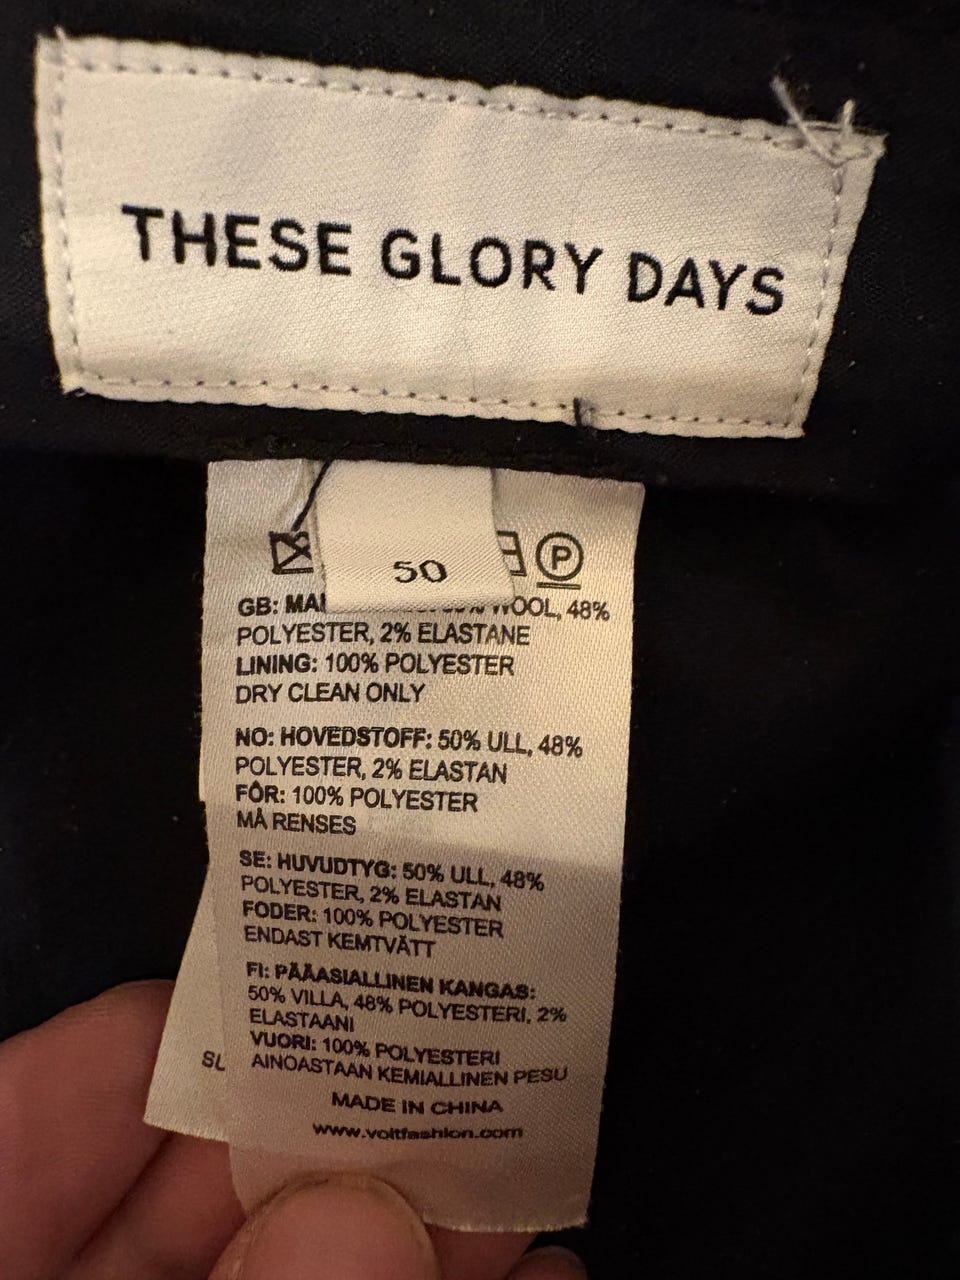 THESE GLORY DAYS
50
P
GB: WOOL, 48%
POLYESTER, 2% ELASTANE
LINING: 100% POLYESTER
DRY CLEAN ONLY
NO: HOVEDSTOFF: 50% ULL, 48%
POLYESTER, 2% ELASTAN
FÔR: 100% POLYESTER
MÅ RENSES
SE: HUVUDTYG: 50% ULL, 48%
POLYESTER, 2% ELASTAN
FODER: 100% POLYESTER
ENDAST KEMTVÄTT
FI: PÄÄASIALLINEN KANGAS:
50% VILLA, 48% POLYESTERI, 2%
ELASTAANI
VUORI: 100% POLYESTERI
AINOASTAAN KEMIALLINEN PESU
MADE IN CHINA
www.voltfashion.com